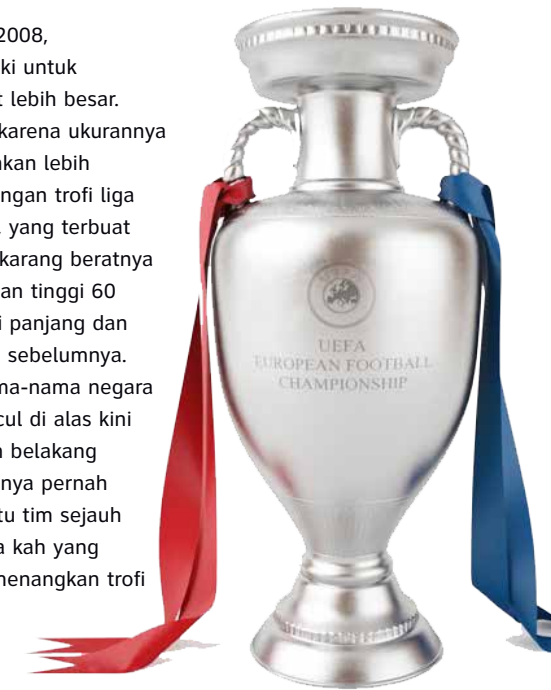 2008,
ki untuk
t lebih besar.
karena ukurannya
kan lebih
ngan trofi liga
yang terbuat
karang beratnya
an tinggi 60
i panjang dan
sebelumnya.
ma-nama negara
cul di alas kini
n belakang
nya pernah
tu tim sejauh
a kah yang
nenangkan trofi
UEFA
EUROPEAN FOOTBALL
CHAMPIONSHIP